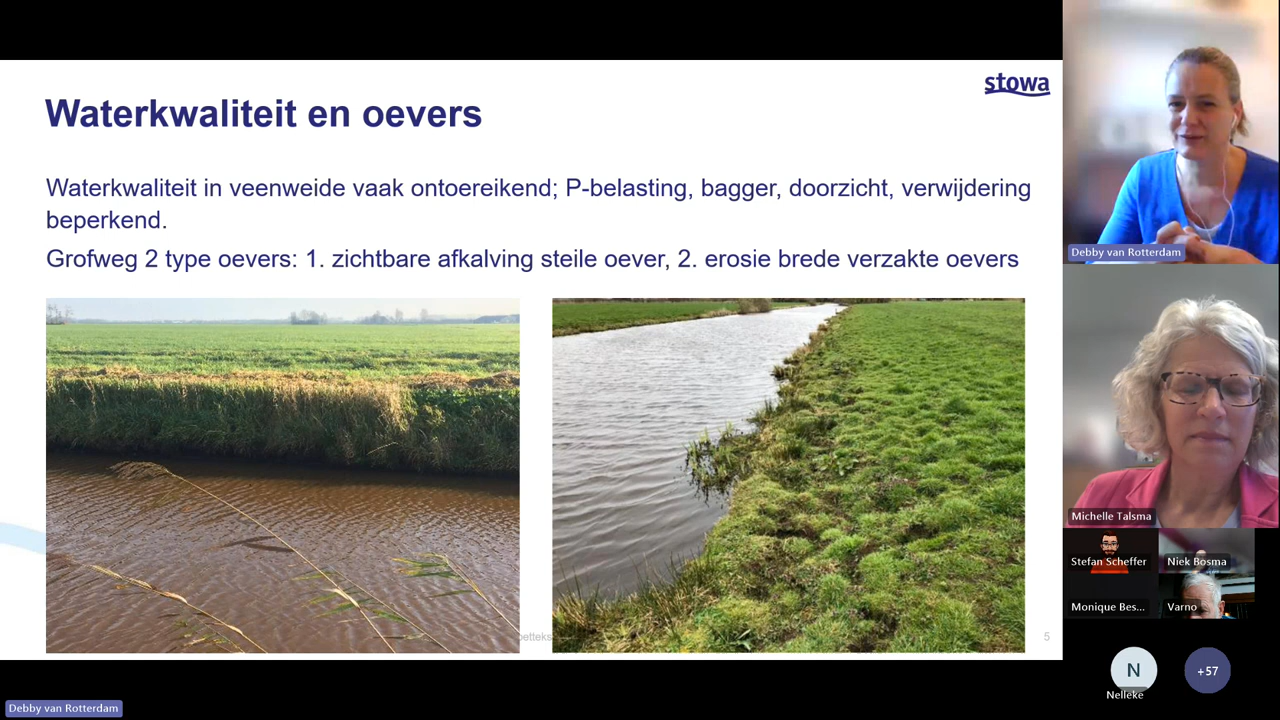 stowa
Waterkwaliteit en oevers
Waterkwaliteit in veenweide vaak ontoereikend; P-belasting, bagger, doorzicht, verwijdering
beperkend.
Grofweg 2 type oevers: 1. zichtbare afkalving steile oever, 2. erosie brede verzakte oevers
5
Debby van Rotterdam
Michelle Talsma
Stefan Scheffer
Niek Bosma
Monique Bes...
Varno
N
Nelleke
+57
Debby van Rotterdam